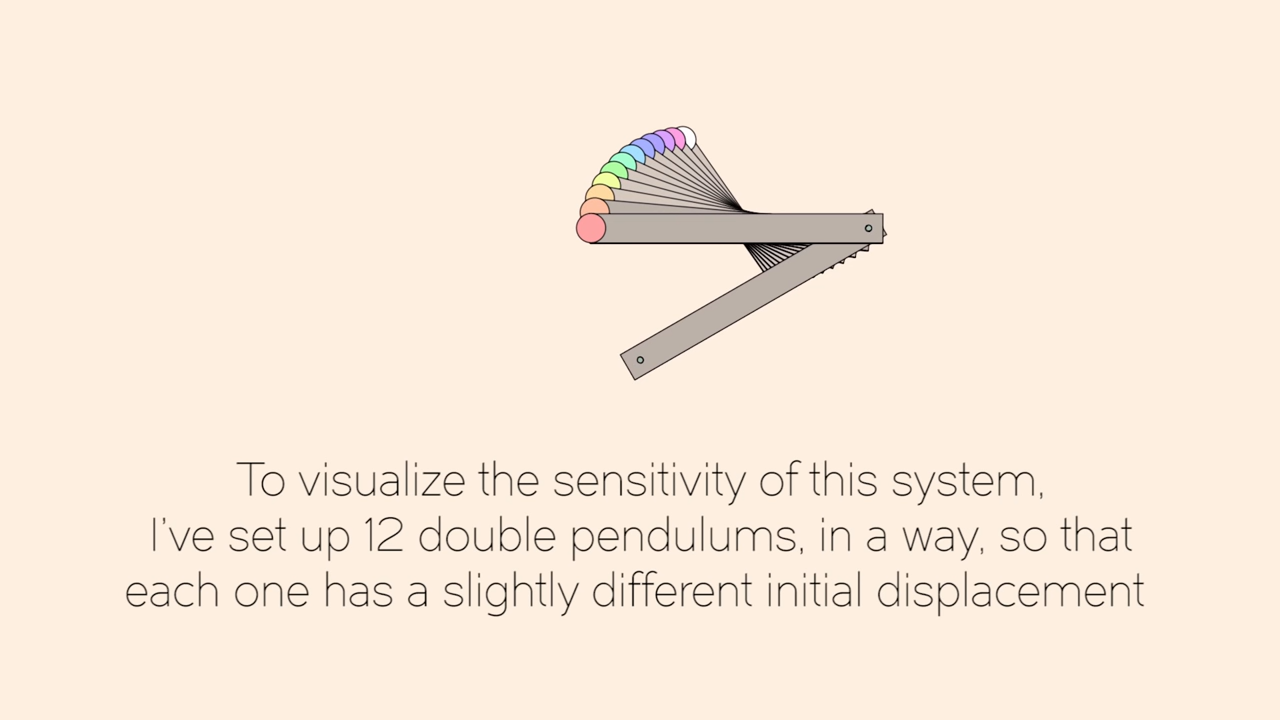 To visualize the sensitivity of this system,
I've set up 12 double pendulums, in a way, so that
each one has a slightly different initial displacement